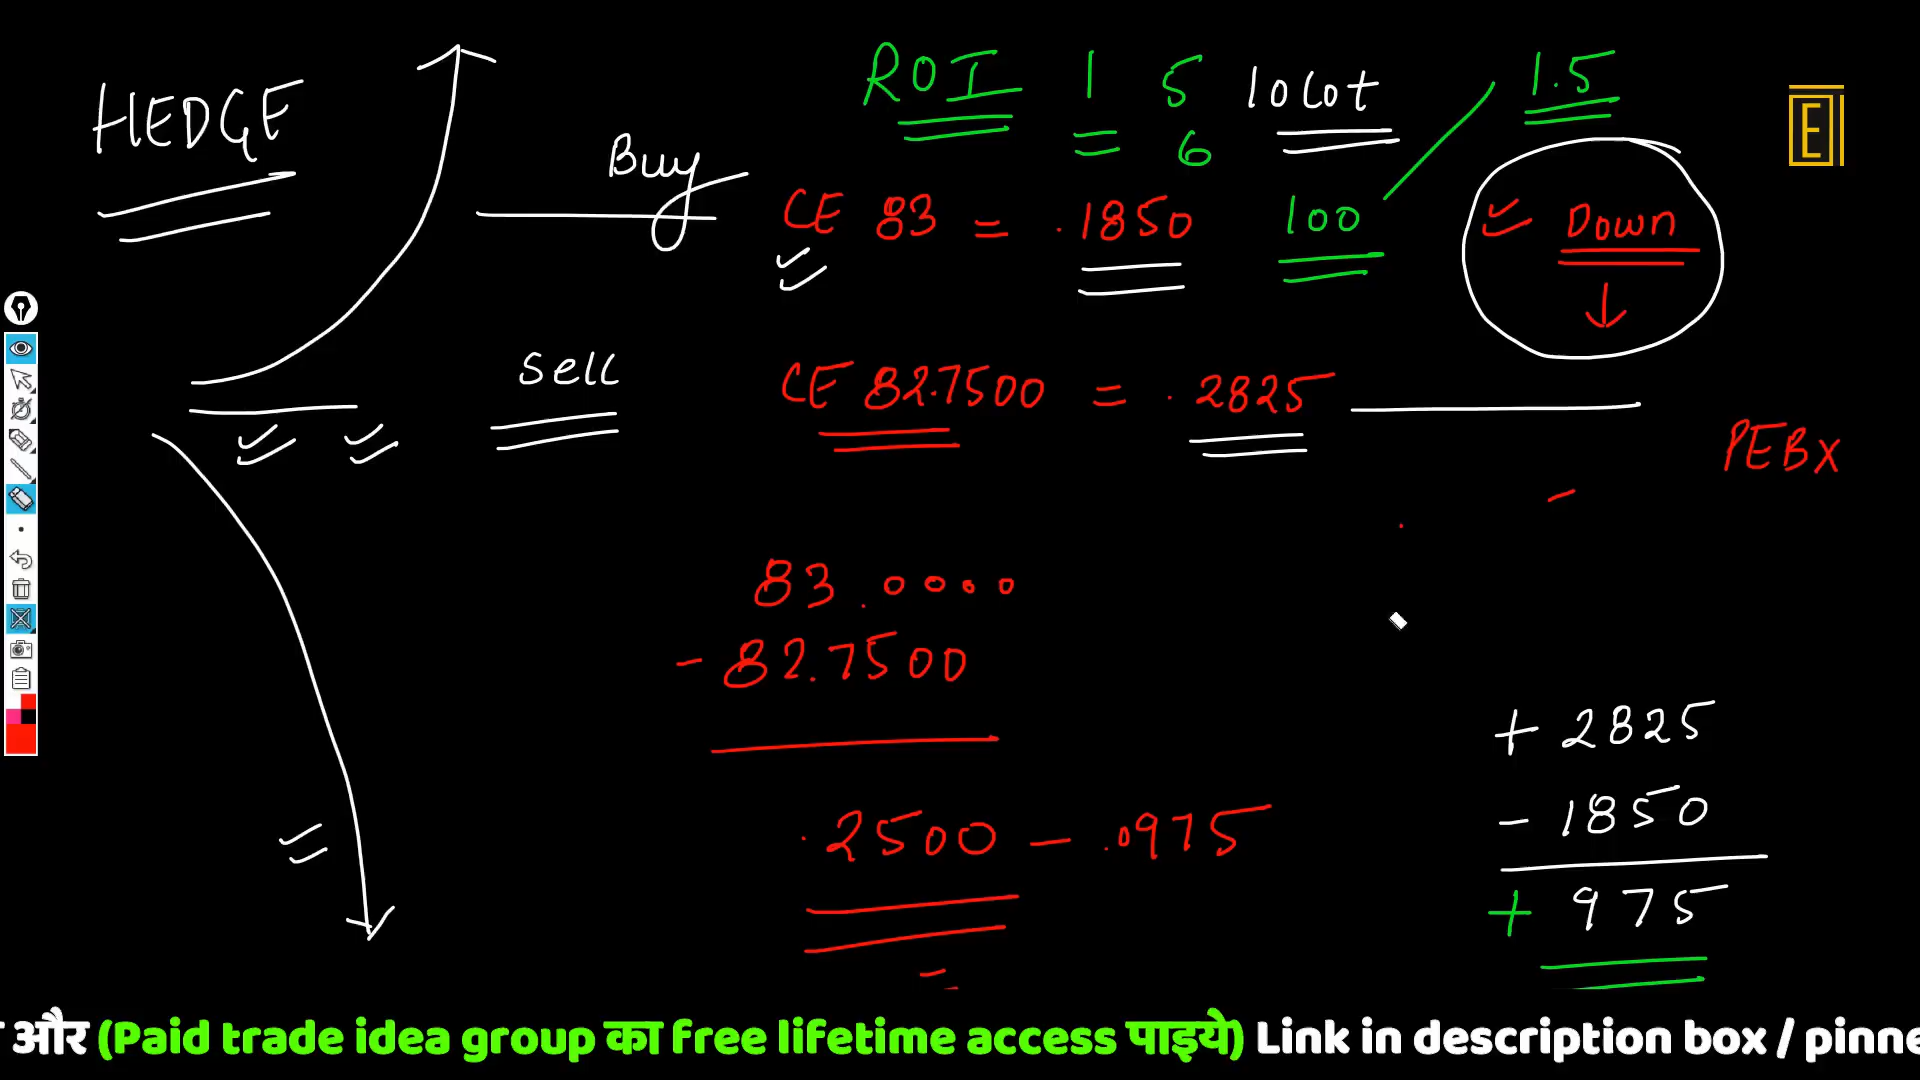 HEDGE
ROI 1 5 10 Lot 1.5
6
Buy
CE 83 = .1850 100 Down
Sell
CE 82.7500 = .2825
PEBX
83.0000
- 82.7500
.2500 - .0975
+ 2825
- 1850
+ 975
E
और (Paid trade idea group का free lifetime access पाइये) Link in description box / pinne